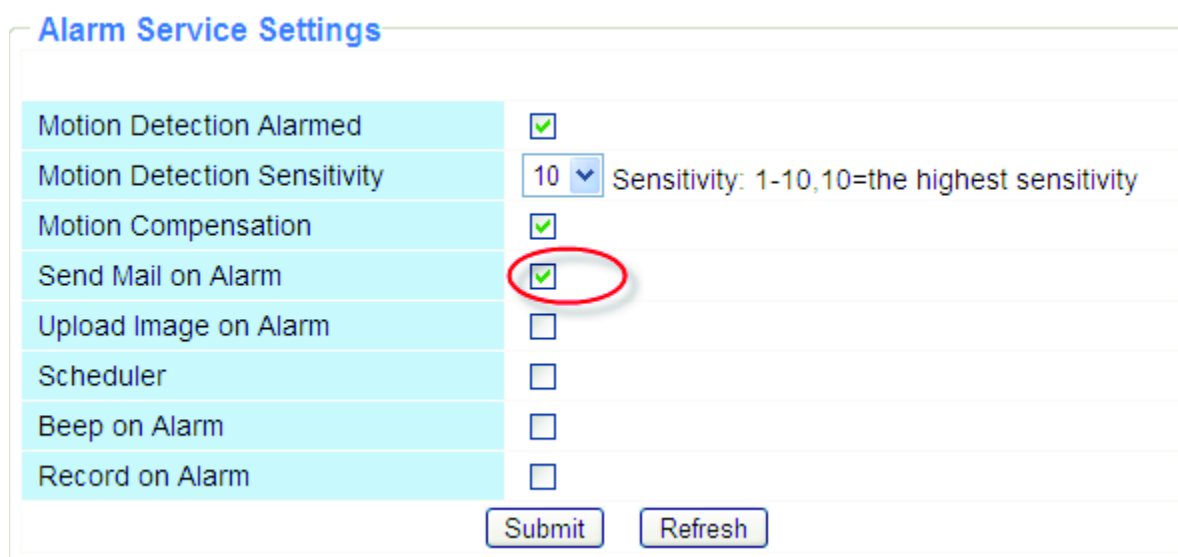 Alarm Service Settings
Motion Detection Alarmed
Motion Detection Sensitivity 10 Sensitivity: 1-10,10=the highest sensitivity
Motion Compensation
Send Mail on Alarm
Upload Image on Alarm
Scheduler
Beep on Alarm
Record on Alarm
Submit Refresh